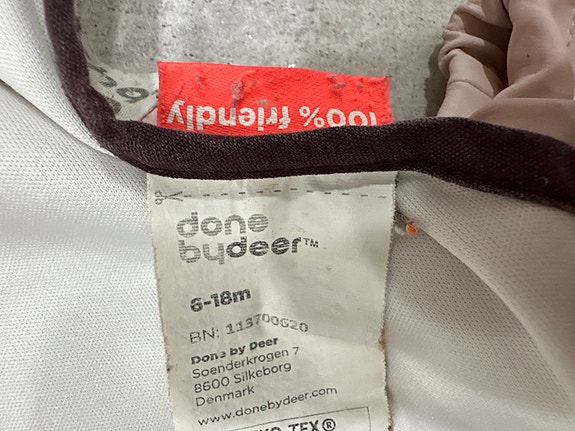 100% friendly
done
bydeer™
6-18m
BN: 113700620
Done by Deer
Soenderkrogen 7
8600 Silkeborg
Denmark
www.donebydeer.com
TEX®